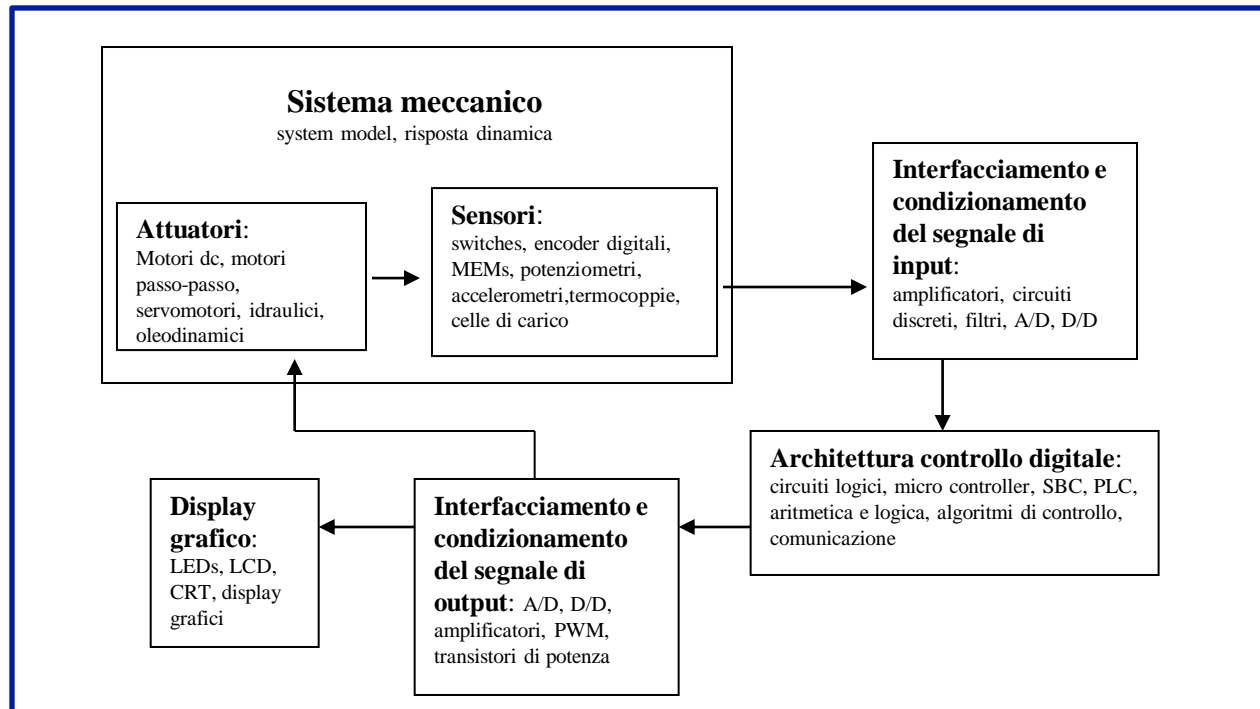 Sistema meccanico
system model, risposta dinamica
Attuatori:
Motori dc, motori
passo-passo,
servomotori, idraulici,
oleodinamici
Sensori:
switches, encoder digitali,
MEMs, potenziometri,
accelerometri,termocoppie,
celle di carico
Interfacciamento e
condizionamento
del segnale di
input:
amplificatori, circuiti
discreti, filtri, A/D, D/D
Architettura controllo digitale:
circuiti logici, micro controller, SBC, PLC,
aritmetica e logica, algoritmi di controllo,
comunicazione
Interfacciamento e
condizionamento
del segnale di
output: A/D, D/D,
amplificatori, PWM,
transistori di potenza
Display
grafico:
LEDs, LCD,
CRT, display
grafici